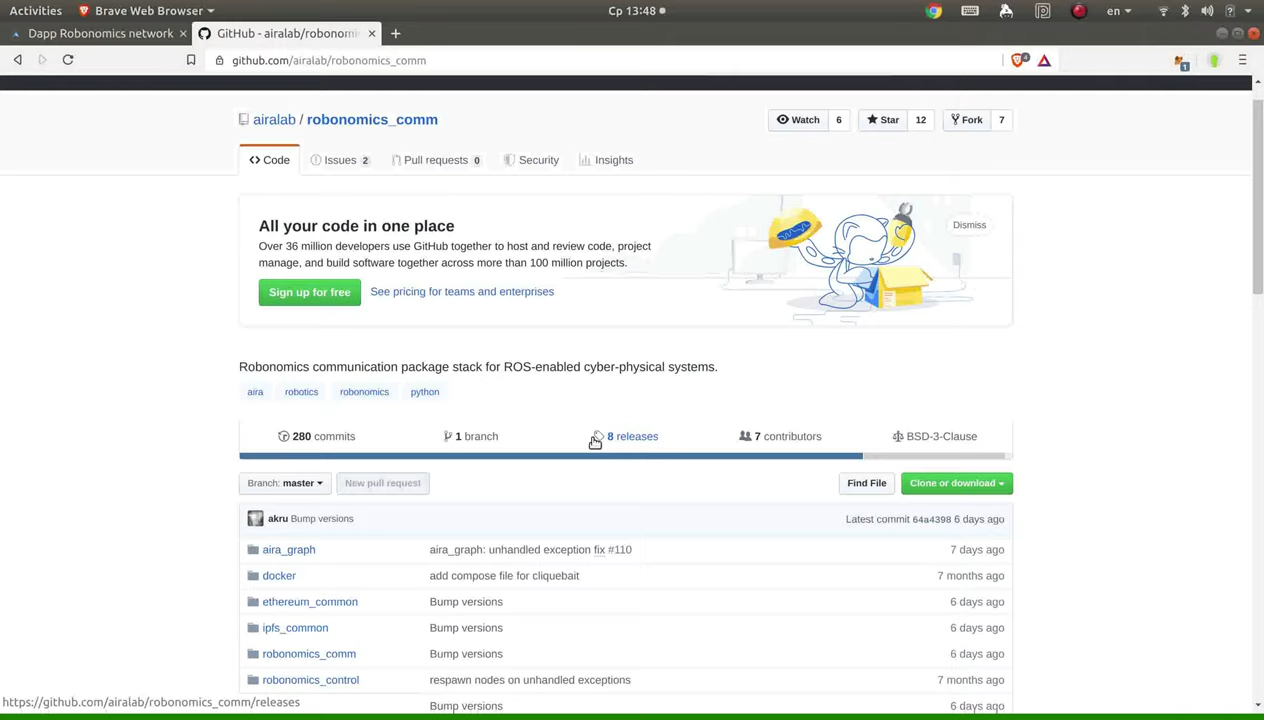 Activities Brave Web Browser Ср 13:48 en
Dapp Robonomics network GitHub - airalab/robonomi
github.com/airalab/robonomics_comm 4 1
airalab / robonomics_comm Watch 6 Star 12 Fork 7
Code Issues 2 Pull requests 0 Security Insights
All your code in one place
Dismiss
Over 36 million developers use GitHub together to host and review code, project
manage, and build software together across more than 100 million projects.
Sign up for free See pricing for teams and enterprises
Robonomics communication package stack for ROS-enabled cyber-physical systems.
aira robotics robonomics python
280 commits 1 branch 8 releases 7 contributors BSD-3-Clause
Branch: master New pull request Find File Clone or download
akru Bump versions Latest commit 64a4398 6 days ago
aira_graph aira_graph: unhandled exception fix #110 7 days ago
docker add compose file for cliquebait 7 months ago
ethereum_common Bump versions 6 days ago
ipfs_common Bump versions 6 days ago
robonomics_comm Bump versions 6 days ago
robonomics_control respawn nodes on unhandled exceptions 7 months ago
https://github.com/airalab/robonomics_comm/releases Bump versions 6 days ago